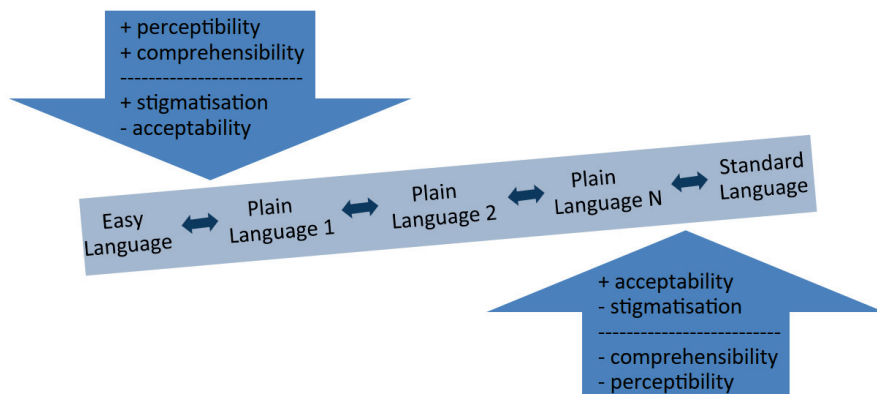 + perceptibility
+ comprehensibility
--------------------------
+ stigmatisation
- acceptability
Easy
Language
Plain
Language 1
Plain
Language 2
Plain
Language N
Standard
Language
+ acceptability
- stigmatisation
--------------------------
- comprehensibility
- perceptibility